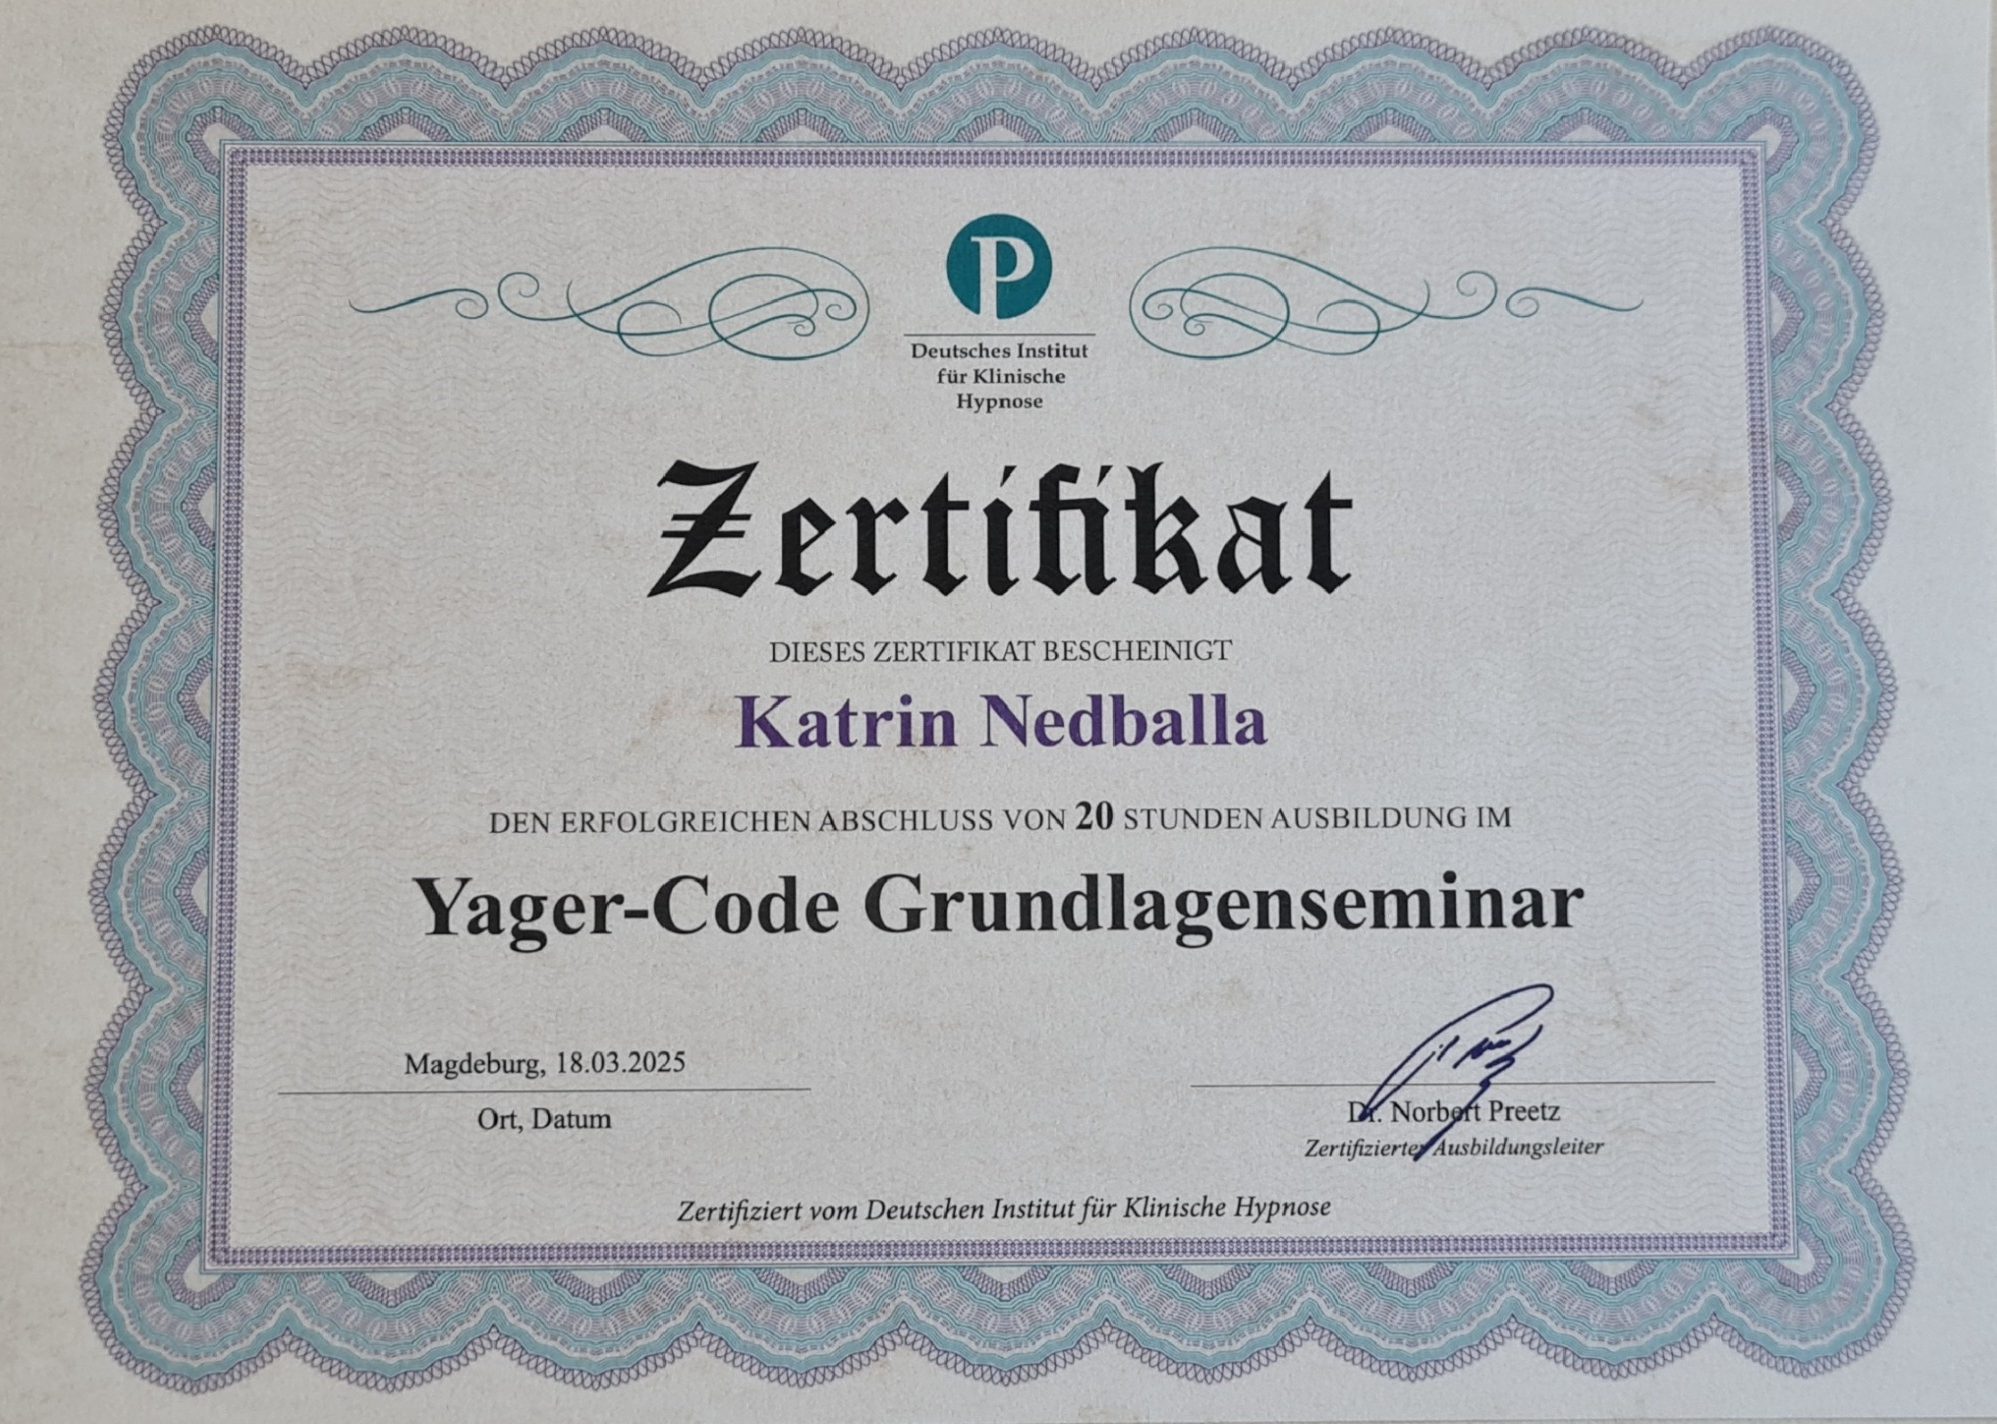 P
Deutsches Institut
für Klinische
Hypnose
Zertifikat
DIESES ZERTIFIKAT BESCHEINIGT
Katrin Nedballa
DEN ERFOLGREICHEN ABSCHLUSS VON 20 STUNDEN AUSBILDUNG IM
Yager-Code Grundlagenseminar
Magdeburg, 18.03.2025
Ort, Datum
Dr. Norbert Preetz
Zertifizierter Ausbildungsleiter
Zertifiziert vom Deutschen Institut für Klinische Hypnose